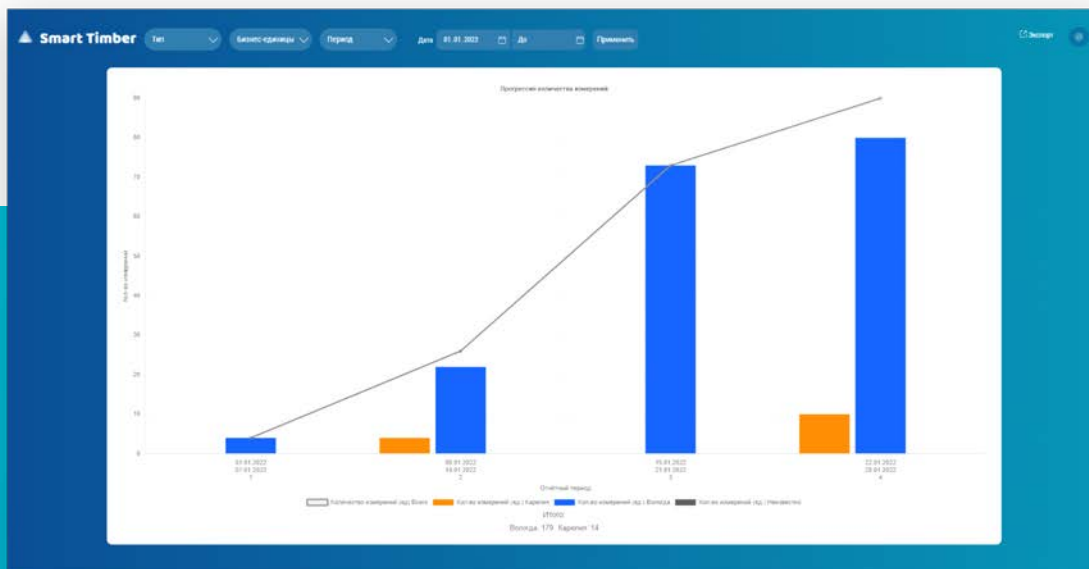 Smart Timber Тип Бизнес-единицы Период Дата 01.01.2022 До Применить Экспорт
Прогрессия количества измерений
90
80
70
60
50
40
30
20
10
0
Кол-во измерений
01.01.2022 08.01.2022 15.01.2022 22.01.2022
07.01.2022 14.01.2022 21.01.2022 28.01.2022
1 2 3 4
Отчётный период
Количество измерений (ед) Всего Кол-во измерений (ед.) Карелия Кол-во измерений (ед.) Вологда Кол-во измерений (ед.) Неизвестно
Итого:
Вологда: 179 Карелия: 14